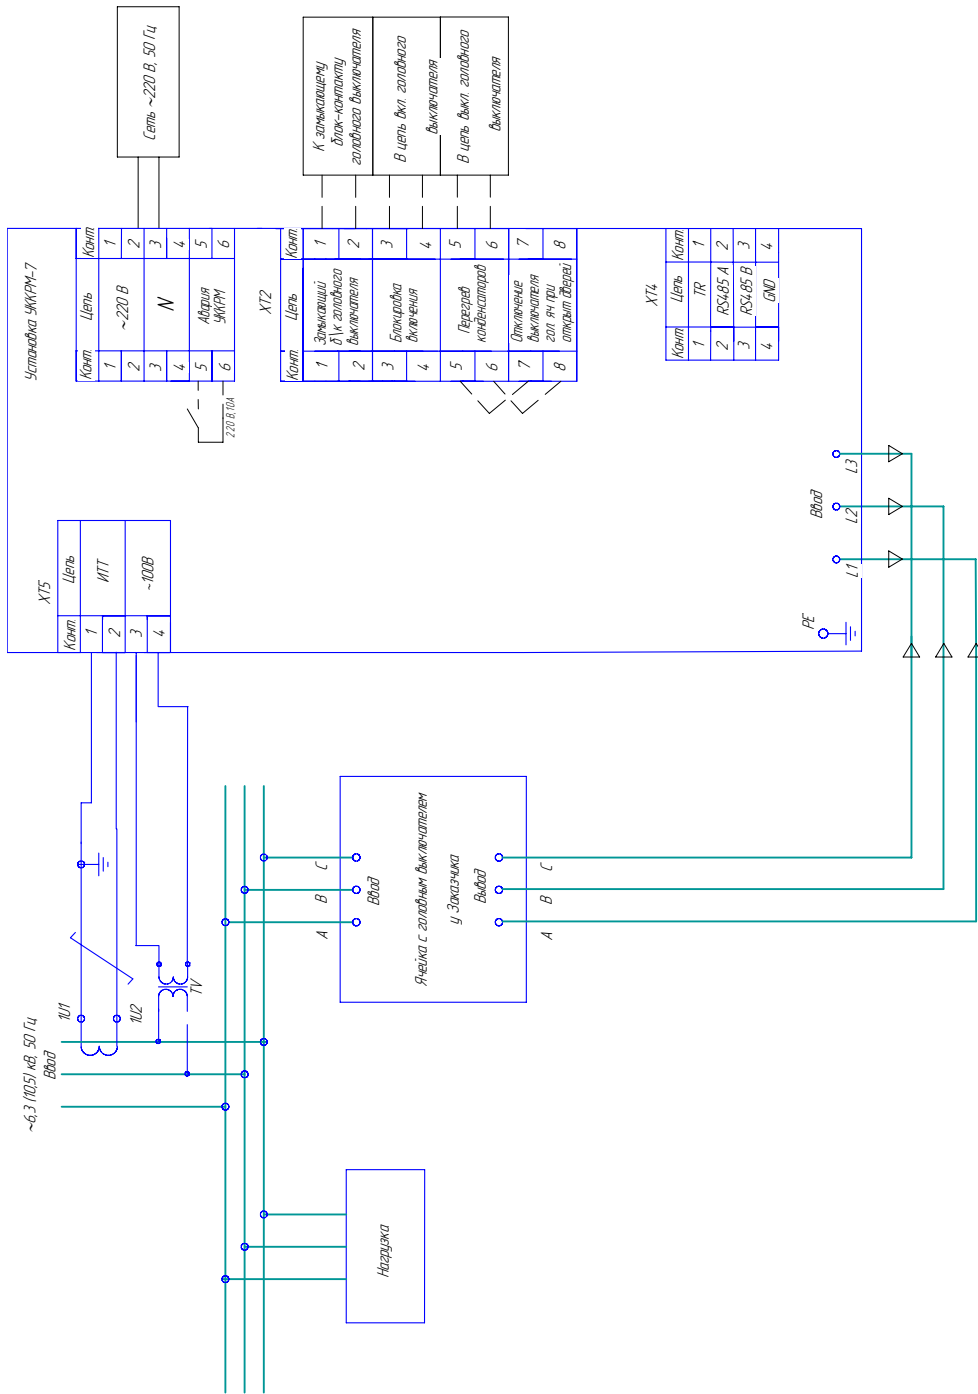 Установка УККРМ-7
Конт.
Цепь
Конт.
1
~220 В
1
2
2
3
N
3
4
4
5
Авария
УККРМ
5
6
6
220 В,10А
Сеть ~220 В, 50 Гц
XT2
Конт.
Цепь
Конт.
1
Замыкающий
б\к головного
выключателя
1
2
2
3
Блокировка
включения
3
4
4
5
Перегрев
конденсаторов
5
6
6
7
Отключение
выключателя
гол. яч при
открыт. дверей
7
8
8
К замыкающему
блок-контакту
головного выключателя
В цепь вкл. головного
выключателя
В цепь выкл. головного
выключателя
XT4
Конт.
Цепь
Конт.
1
TR
1
2
RS485 A
2
3
RS485 B
3
4
GND
4
XT5
Конт.
Цепь
1
ИТТ
2
3
~100В
4
PE
Ввод
L1
L2
L3
~6,3 (10,5) кВ, 50 Гц
Ввод
1И1
1И2
TV
A
B
C
Ввод
Ячейка с головным выключателем
у Заказчика
Вывод
A
B
C
Нагрузка